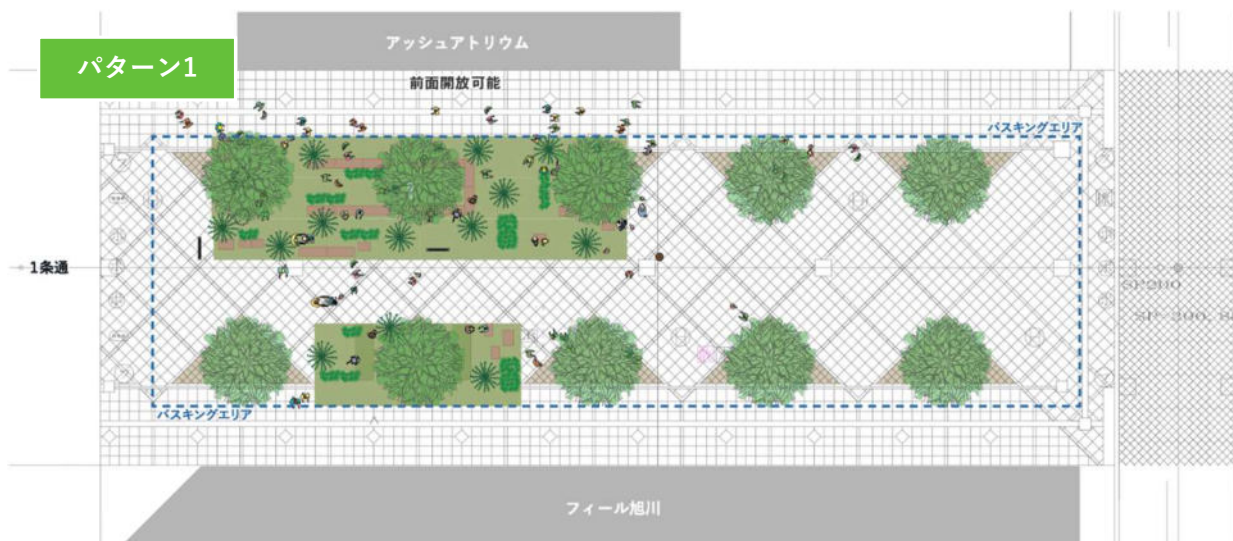 アッシュアトリウム
パターン1
前面開放可能
バスキングエリア
1条通
SP200
バスキングエリア
フィール旭川